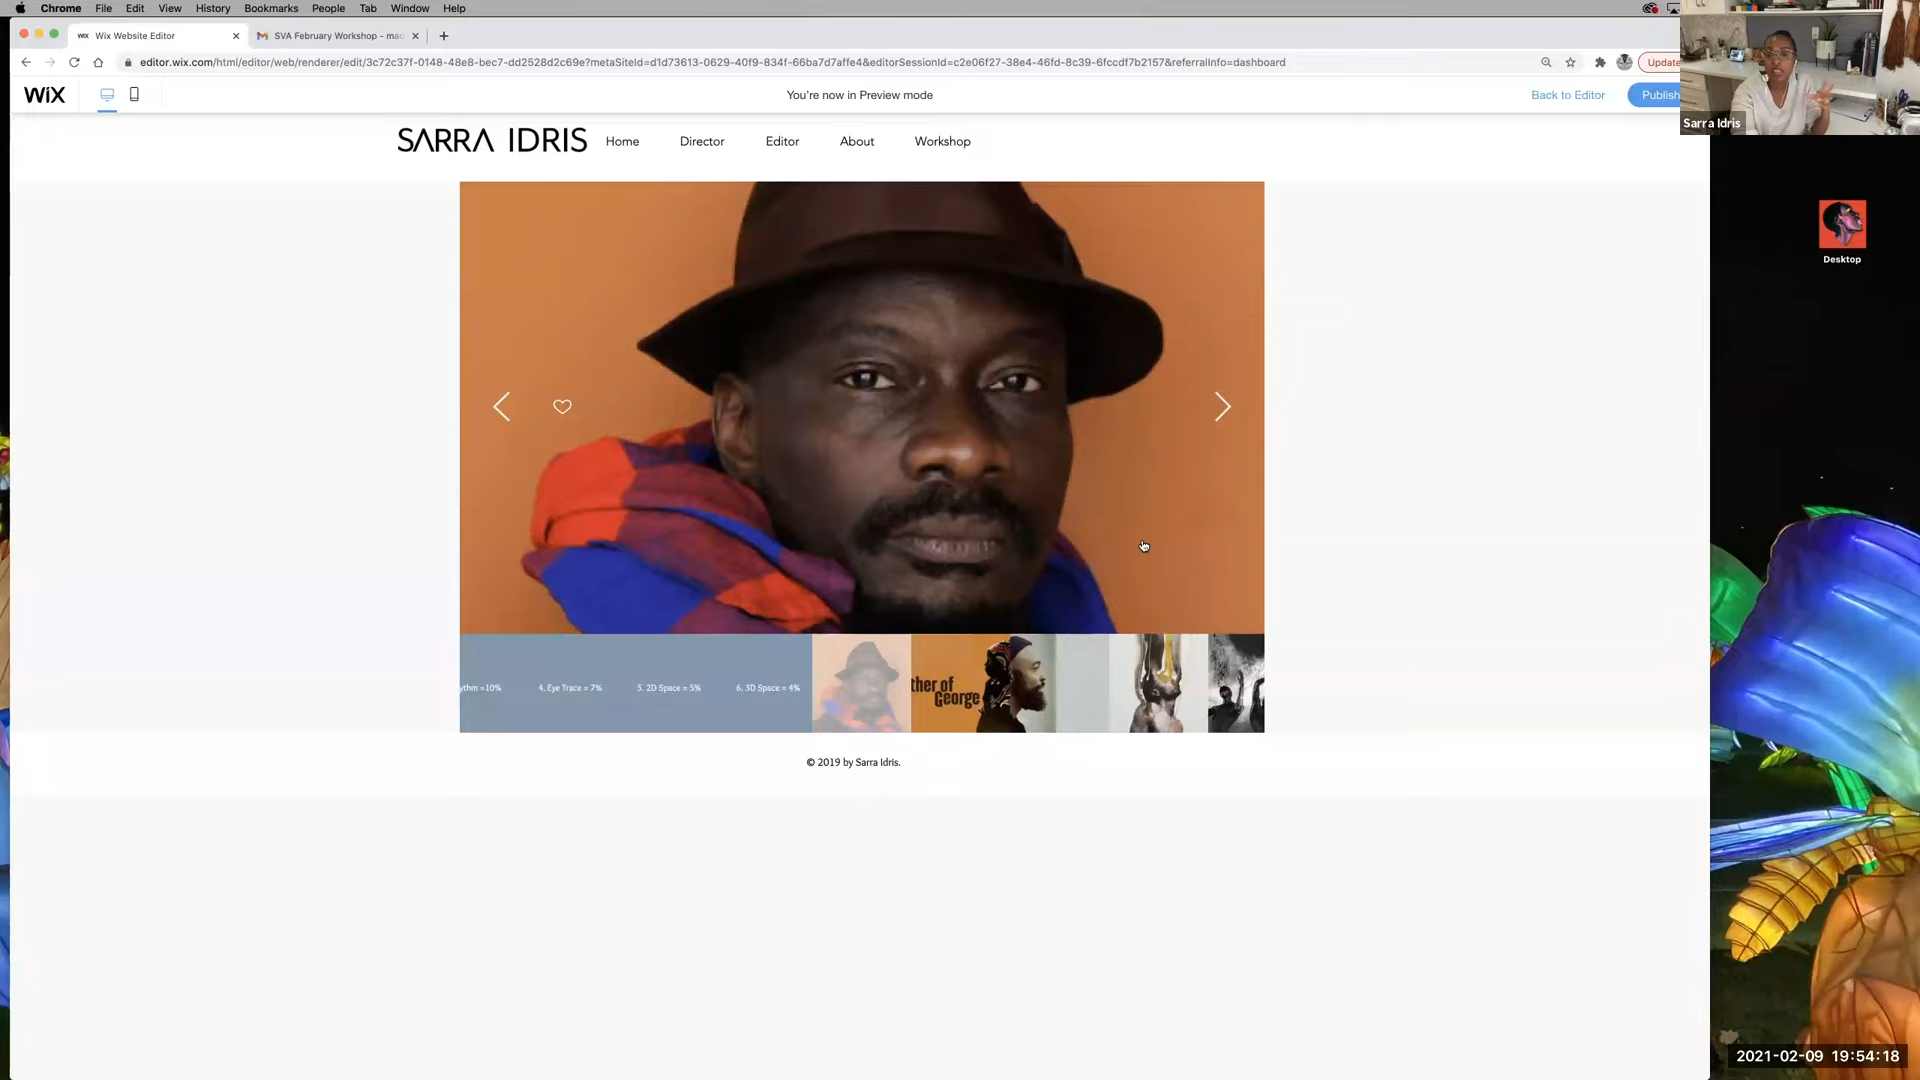 Chrome File Edit View History Bookmarks People Tab Window Help
WiX Wix Website Editor
SVA February Workshop - mac
editor.wix.com/html/editor/web/renderer/edit/3c72c37f-0148-48e8-bec7-dd2528d2c69e?metaSiteId=d1d73613-0629-40f9-834f-66ba7d7affe4&editorSessionId=c2e06f27-38e4-46fd-8c39-6fccdf7b2157&referralInfo=dashboard
Update
WiX
You're now in Preview mode
Back to Editor
Publish
Sarra Idris
SARRA IDRIS
Home Director Editor About Workshop
Desktop
ythm =10% 4. Eye Trace = 7% 5. 2D Space = 5% 6. 3D Space = 4%
ther of
George
© 2019 by Sarra Idris.
2021-02-09 19:54:18